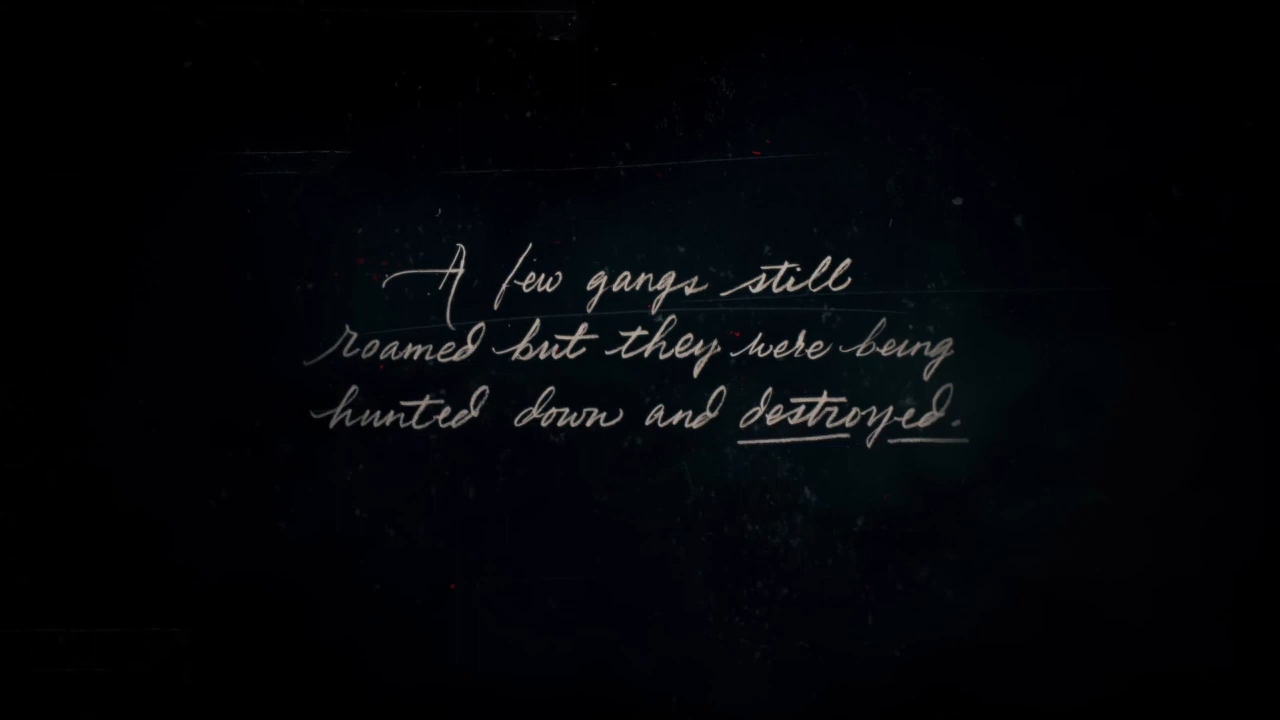 A few gangs still
roamed but they were being
hunted down and destroyed.